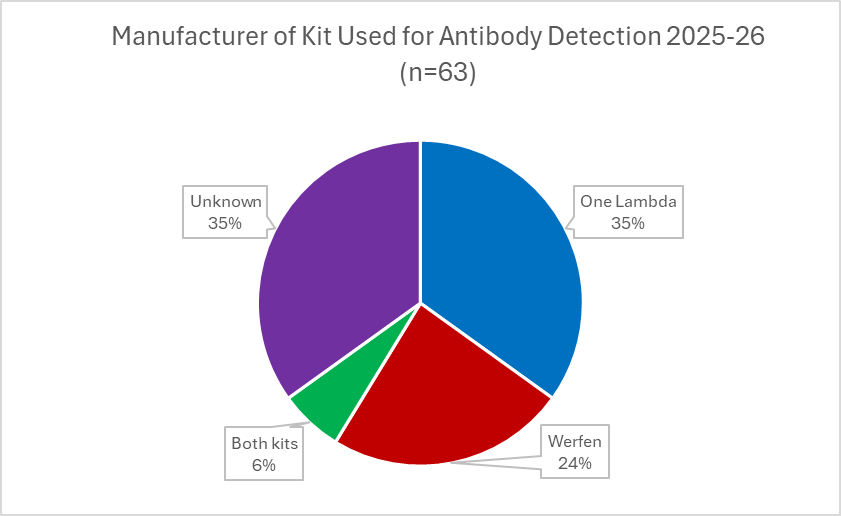 Manufacturer of Kit Used for Antibody Detection 2025-26
(n=63)
Unknown
35%
One Lambda
35%
Both kits
6%
Werfen
24%